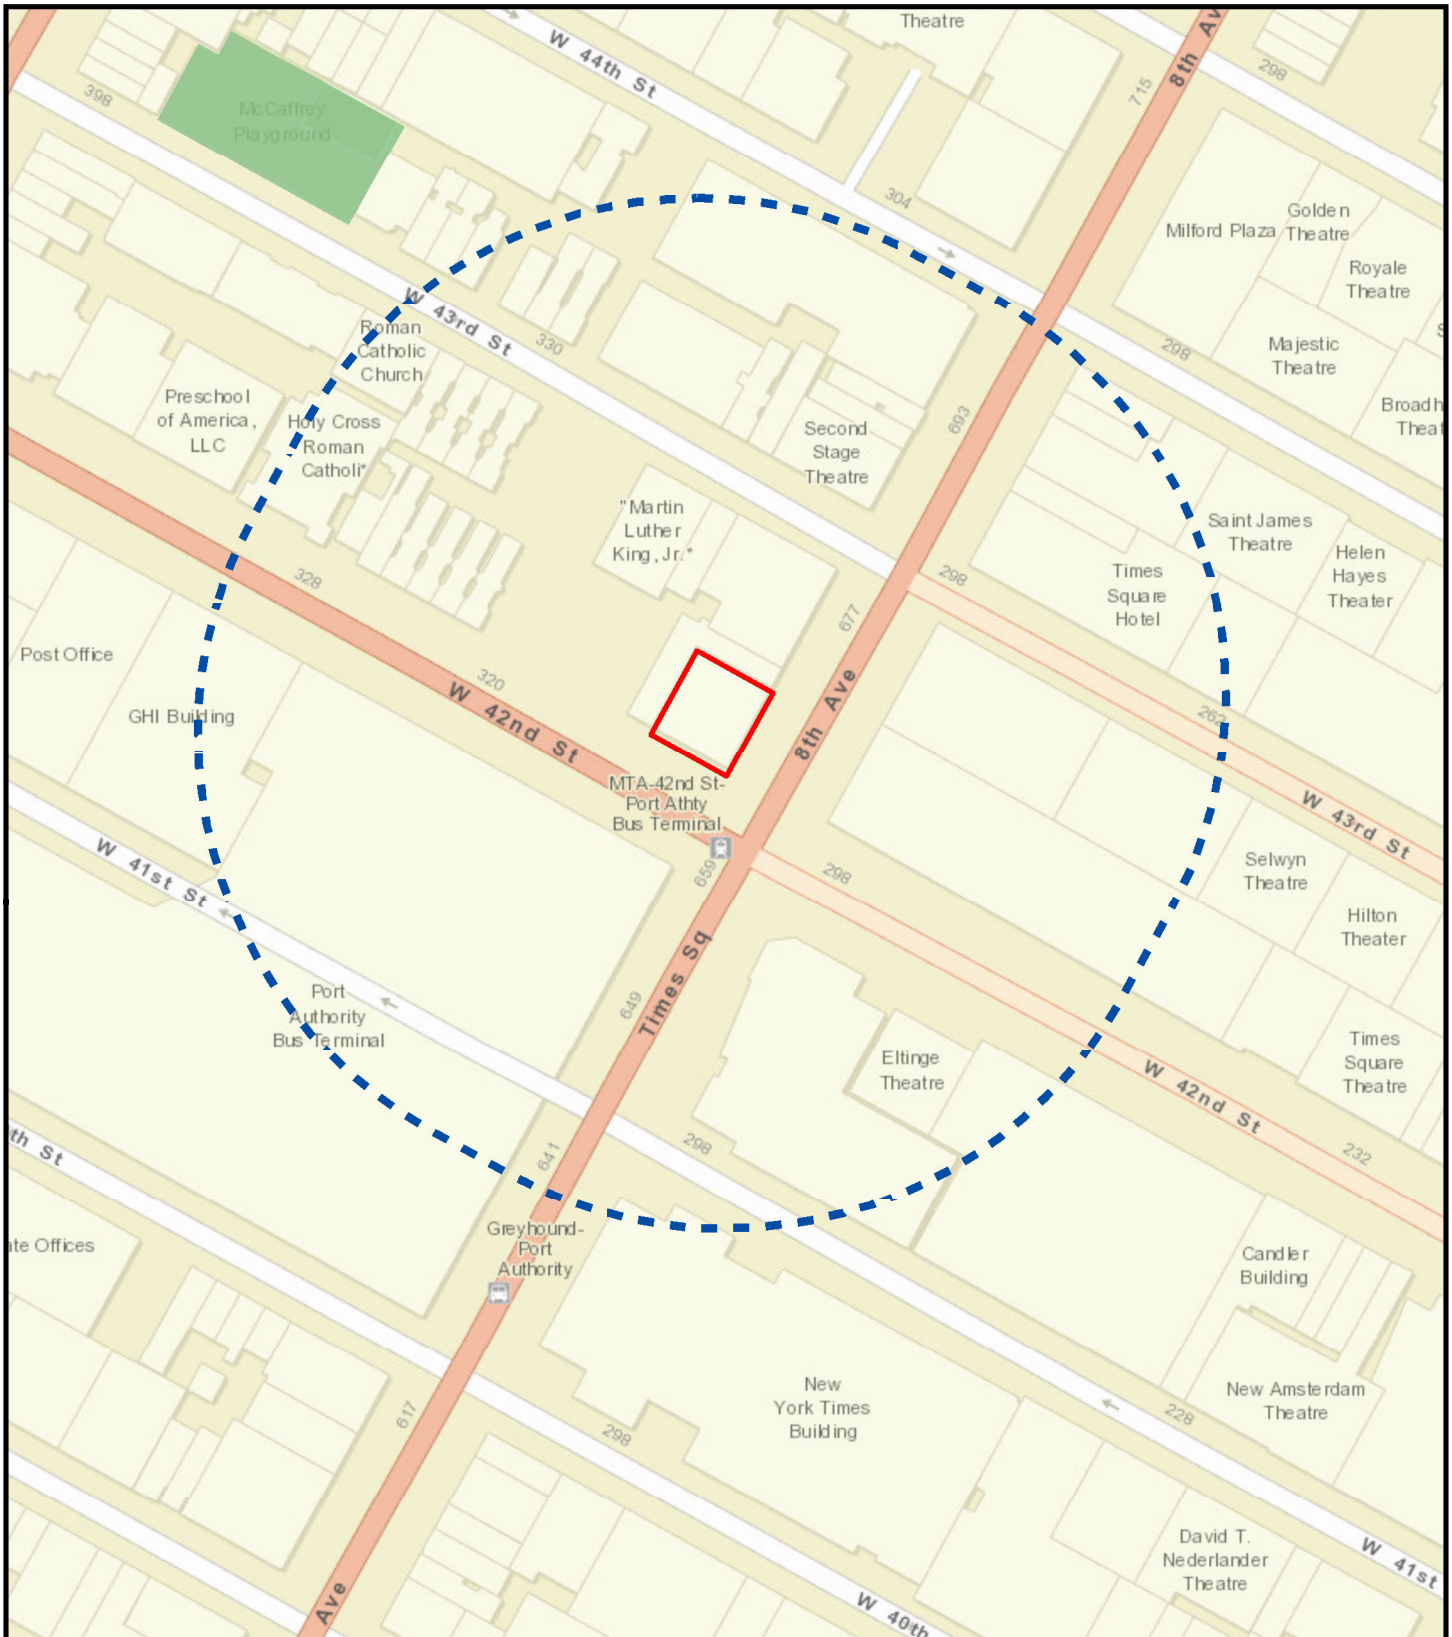 Theatre
8th Av
W 44th St
298
715
398
McCaffrey
Playground
304
Golden
Theatre
Milford Plaza
Royale
Theatre
W 43rd St
330
298
Majestic
Theatre
Roman
Catholic
Church
Preschool
of America,
LLC
Holy Cross
Roman
Catholi*
693
Second
Stage
Theatre
Broadh
Theat
"Martin
Luther
King, Jr.*
Saint James
Theatre
Helen
Hayes
Theater
298
Times
Square
Hotel
328
677
Post Office
320
W 42nd St
8th Ave
GHI Building
262
MTA-42nd St-
Port Athty
Bus Terminal
W 43rd St
659
298
Selwyn
Theatre
W 41st St
Hilton
Theater
Times Sq
649
Port
Authority
Bus Terminal
Eltinge
Theatre
Times
Square
Theatre
W 42nd St
th St
641
298
232
Greyhound-
Port
Authority
ate Offices
Candler
Building
New
York Times
Building
New Amsterdam
Theatre
617
298
228
David T.
Nederlander
Theatre
W 41st
Ave
W 40th